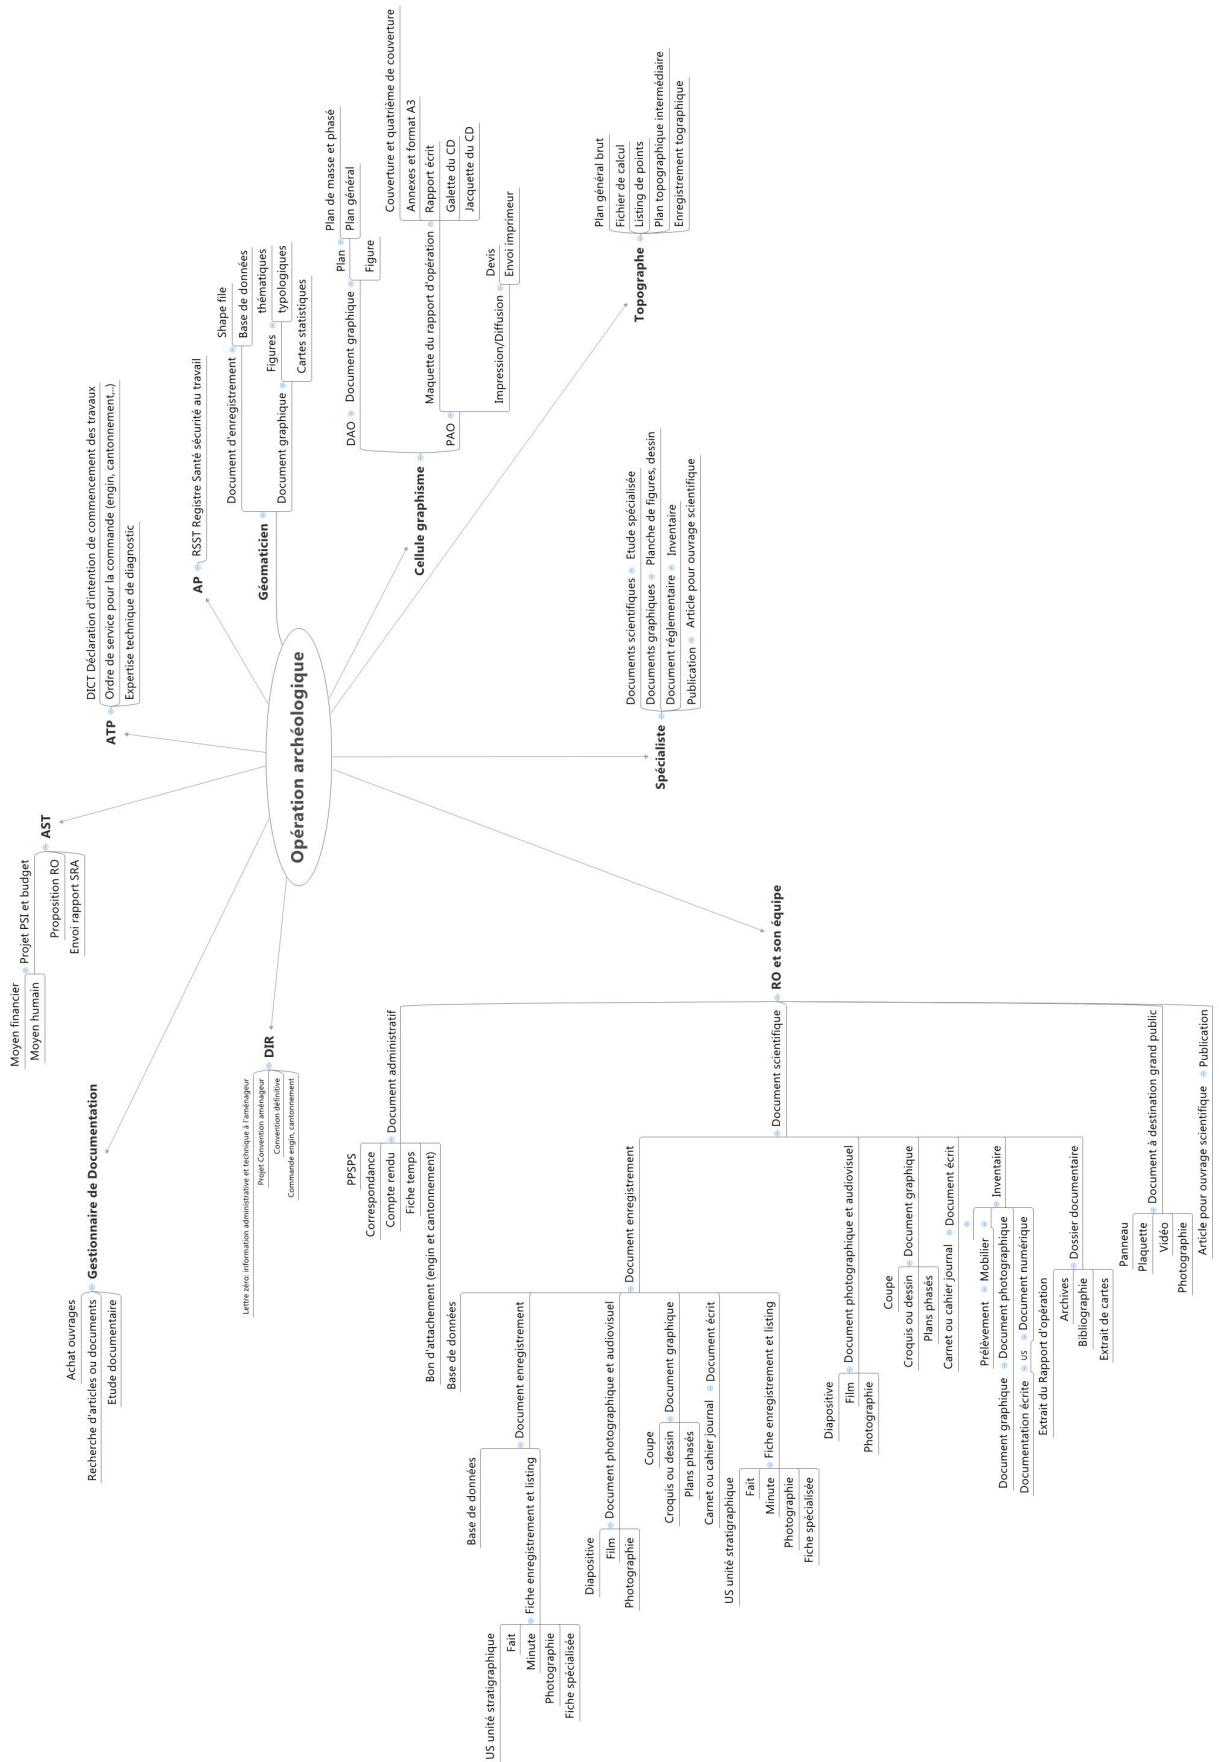 Opération archéologique
Gestionnaire de Documentation
Achat ouvrages
Recherche d'articles ou documents
Etude documentaire
AST
Projet PSI et budget
Moyen financier
Moyen humain
Proposition RO
Envoi rapport SRA
ATP
DICT Déclaration d'intention de commencement des travaux
Ordre de service pour la commande (engin, cantonnement,..)
Expertise technique de diagnostic
AP
RSST Registre Santé sécurité au travail
Géomaticien
Document d'enregistrement
Shape file
Base de données
Document graphique
Figures
thématiques
typologiques
Cartes statistiques
Cellule graphisme
DAO
Document graphique
Plan
Plan de masse et phasé
Plan général
Figure
PAO
Maquette du rapport d'opération
Couverture et quatrième de couverture
Annexes et format A3
Rapport écrit
Galette du CD
Jacquette du CD
Impression/Diffusion
Devis
Envoi imprimeur
Topographe
Plan général brut
Fichier de calcul
Listing de points
Plan topographique intermédiaire
Enregistrement tographique
Spécialiste
Documents scientifiques
Etude spécialisée
Documents graphiques
Planche de figures, dessin
Document réglementaire
Inventaire
Publication
Article pour ouvrage scientifique
DIR
Lettre zéro: information administrative et technique à l'aménageur
Projet Convention aménageur
Convention définitive
Commande engin, cantonnement
RO et son équipe
Document administratif
PPSPS
Correspondance
Compte rendu
Fiche temps
Bon d'attachement (engin et cantonnement)
Document scientifique
Document enregistrement
Base de données
Document enregistrement
Base de données
Fiche enregistrement et listing
US unité stratigraphique
Fait
Minute
Photographie
Fiche spécialisée
Document photographique et audiovisuel
Diapositive
Film
Photographie
Document graphique
Coupe
Croquis ou dessin
Plans phasés
Document écrit
Carnet ou cahier journal
Fiche enregistrement et listing
US unité stratigraphique
Fait
Minute
Photographie
Fiche spécialisée
Document photographique et audiovisuel
Diapositive
Film
Photographie
Document graphique
Coupe
Croquis ou dessin
Plans phasés
Document écrit
Carnet ou cahier journal
Inventaire
Mobilier
Prélèvement
Document photographique
Document graphique
Document numérique
US
Documentation écrite
Extrait du Rapport d'opération
Dossier documentaire
Archives
Bibliographie
Extrait de cartes
Document à destination grand public
Panneau
Plaquette
Vidéo
Photographie
Publication
Article pour ouvrage scientifique